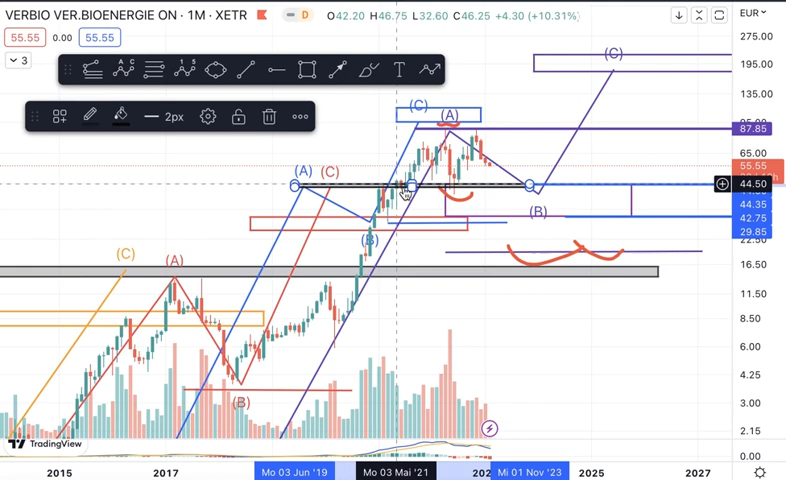 VERBIO VER.BIOENERGIE ON · 1M · XETR D O42.20 H46.75 L32.60 C46.25 +4.30 (+10.31%) EUR
55.55 0.00 55.55
3
T
2px
275.00
195.00
135.00
87.85
65.00
55.55
44.50
44.35
42.75
29.85
22.50
16.50
11.50
8.50
6.00
4.25
3.00
2.15
0.00
(C)
(C)
(A)
(A)
(C)
(B)
(B)
(C)
(A)
(B)
TradingView
2015 2017 Mo 03 Jun '19 Mo 03 Mai '21 202 Mi 01 Nov '23 2025 2027